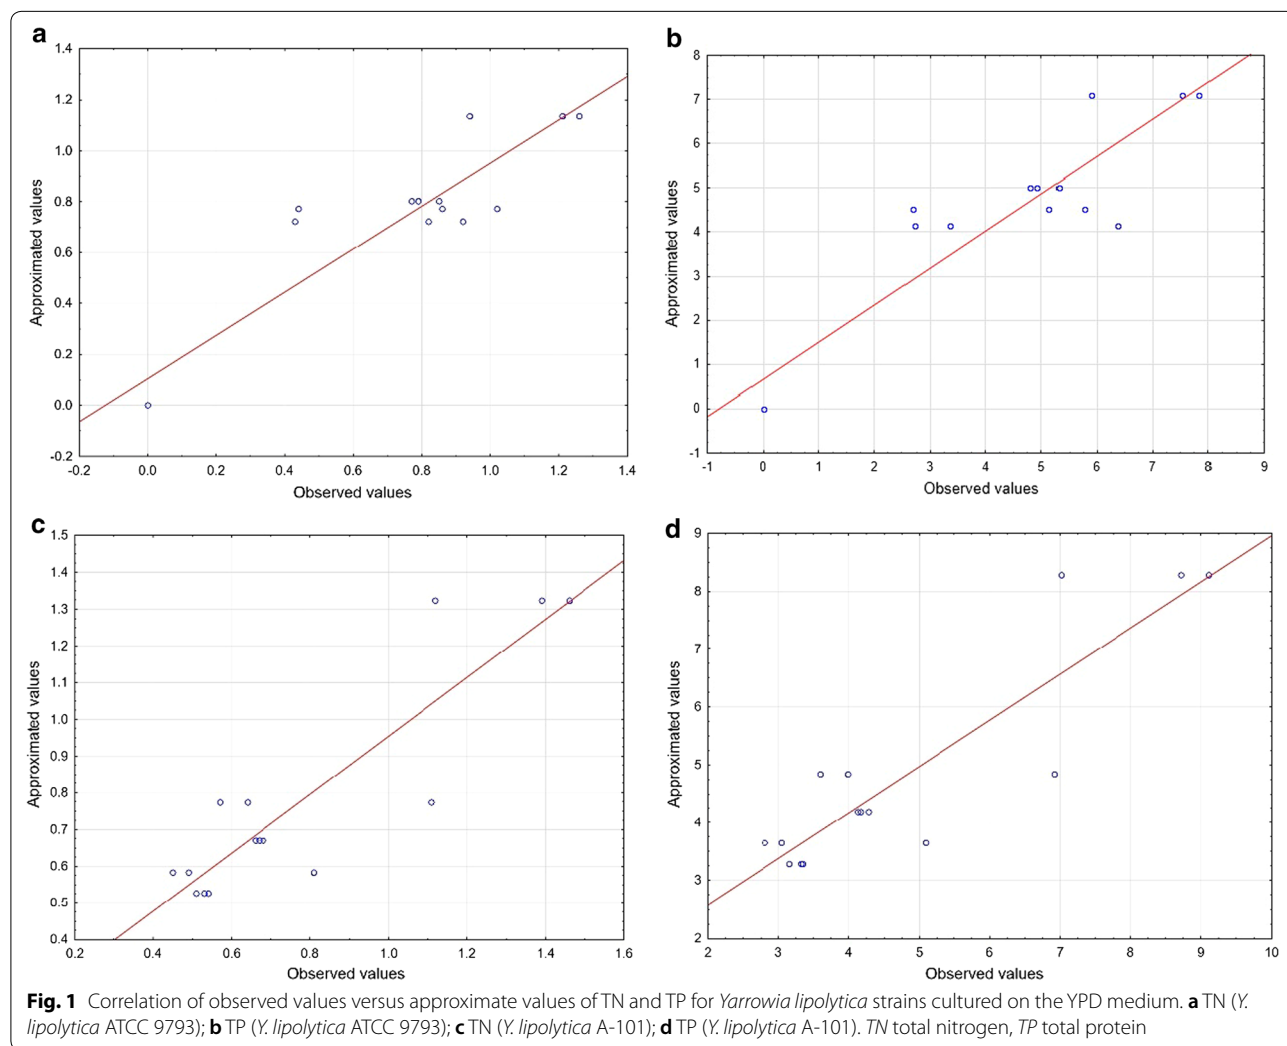 a
1.4
1.2
1.0
0.8
0.6
0.4
0.2
0.0
-0.2
-0.2 0.0 0.2 0.4 0.6 0.8 1.0 1.2 1.4
Approximated values
Observed values
b
8
7
6
5
4
3
2
1
0
-1
-1 0 1 2 3 4 5 6 7 8 9
Approximated values
Observed values
c
1.5
1.4
1.3
1.2
1.1
1.0
0.9
0.8
0.7
0.6
0.5
0.4
0.2 0.4 0.6 0.8 1.0 1.2 1.4 1.6
Approximated values
Observed values
d
9
8
7
6
5
4
3
2
2 3 4 5 6 7 8 9 10
Approximated values
Observed values
Fig. 1 Correlation of observed values versus approximate values of TN and TP for Yarrowia lipolytica strains cultured on the YPD medium. a TN (Y.
lipolytica ATCC 9793); b TP (Y. lipolytica ATCC 9793); c TN (Y. lipolytica A-101); d TP (Y. lipolytica A-101). TN total nitrogen, TP total protein